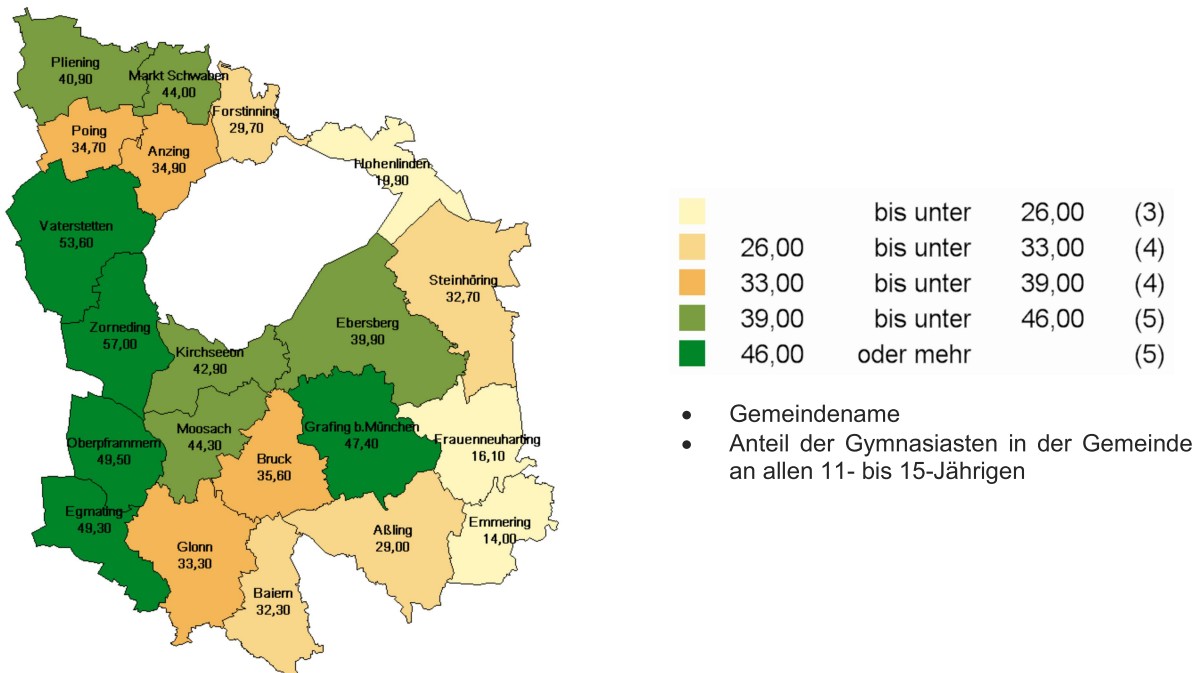 Pliening
40,90
Markt Schwaben
44,00
Forstinning
29,70
Poing
34,70
Anzing
34,90
Hohenlinden
19,90
Vaterstetten
53,60
Steinhöring
32,70
Zorneding
57,00
Ebersberg
39,90
Kirchseeon
42,90
Moosach
44,30
Grafing b.München
47,40
Frauenneuharting
16,10
Oberpframmern
49,50
Bruck
35,60
Egmating
49,30
Aßling
29,00
Emmering
14,00
Glonn
33,30
Baiern
32,30
bis unter 26,00 (3)
26,00 bis unter 33,00 (4)
33,00 bis unter 39,00 (4)
39,00 bis unter 46,00 (5)
46,00 oder mehr (5)
• Gemeindename
• Anteil der Gymnasiasten in der Gemeinde
an allen 11- bis 15-Jährigen